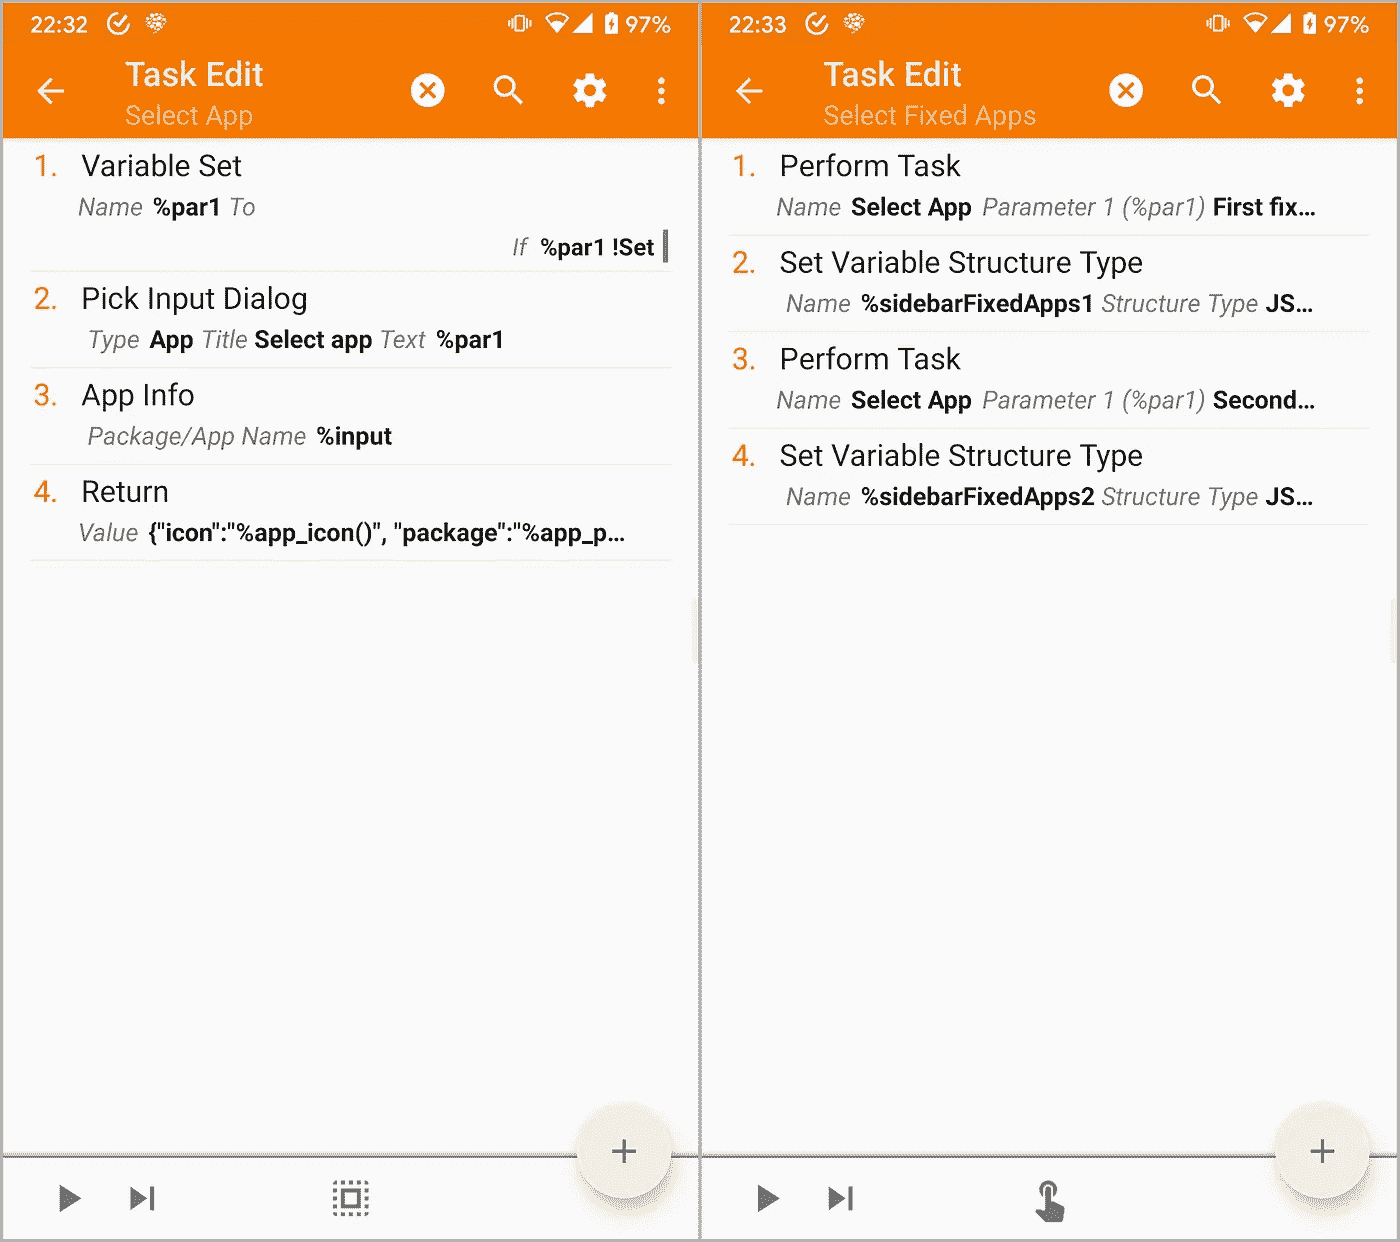 22:32
97%
Task Edit
Select App
1. Variable Set
Name %par1 To
If %par1 !Set
2. Pick Input Dialog
Type App Title Select app Text %par1
3. App Info
Package/App Name %input
4. Return
Value {"icon":"%app_icon()", "package":"%app_p...
22:33
97%
Task Edit
Select Fixed Apps
1. Perform Task
Name Select App Parameter 1 (%par1) First fix...
2. Set Variable Structure Type
Name %sidebarFixedApps1 Structure Type JS...
3. Perform Task
Name Select App Parameter 1 (%par1) Second...
4. Set Variable Structure Type
Name %sidebarFixedApps2 Structure Type JS...